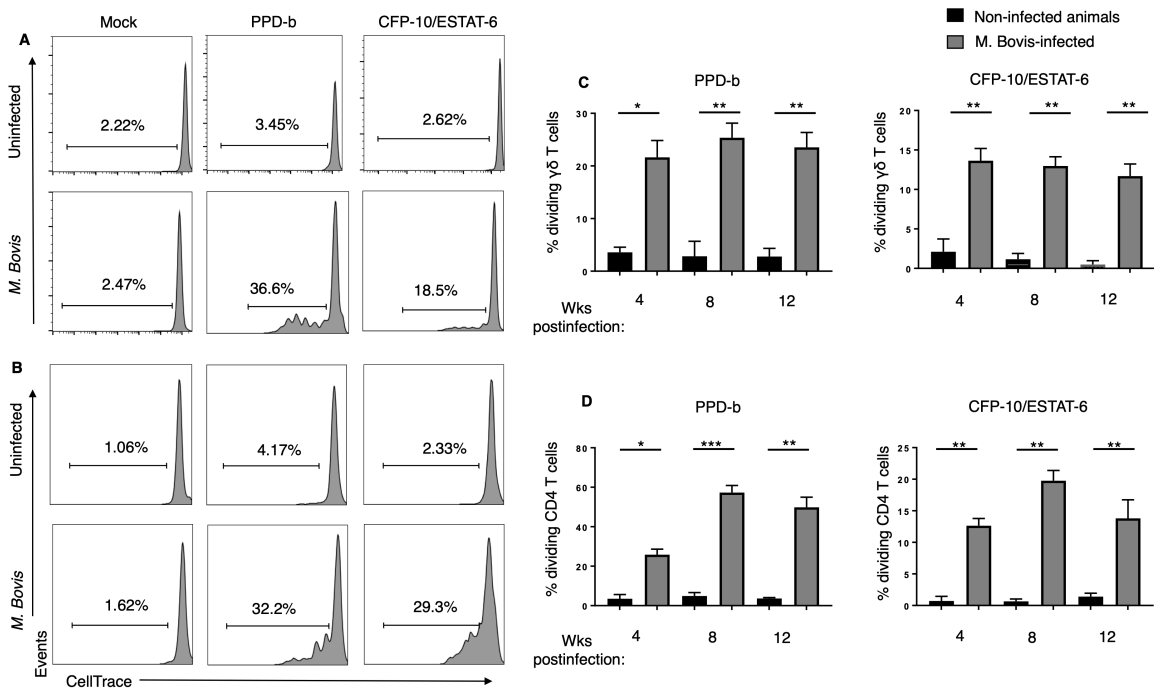 Mock PPD-b CFP-10/ESTAT-6
A
Uninfected
2.22% 3.45% 2.62%
M. Bovis
2.47% 36.6% 18.5%
B
Uninfected
1.06% 4.17% 2.33%
M. Bovis
1.62% 32.2% 29.3%
Events
CellTrace
Non-infected animals
M. Bovis-infected
C
PPD-b
% dividing γδ T cells
30
20
10
0
* ** **
Wks
postinfection:
4 8 12
CFP-10/ESTAT-6
% dividing γδ T cells
20
15
10
5
0
** ** **
4 8 12
D
PPD-b
% dividing CD4 T cells
80
60
40
20
0
* *** **
Wks
postinfection:
4 8 12
CFP-10/ESTAT-6
% dividing CD4 T cells
25
20
15
10
5
0
** ** **
4 8 12